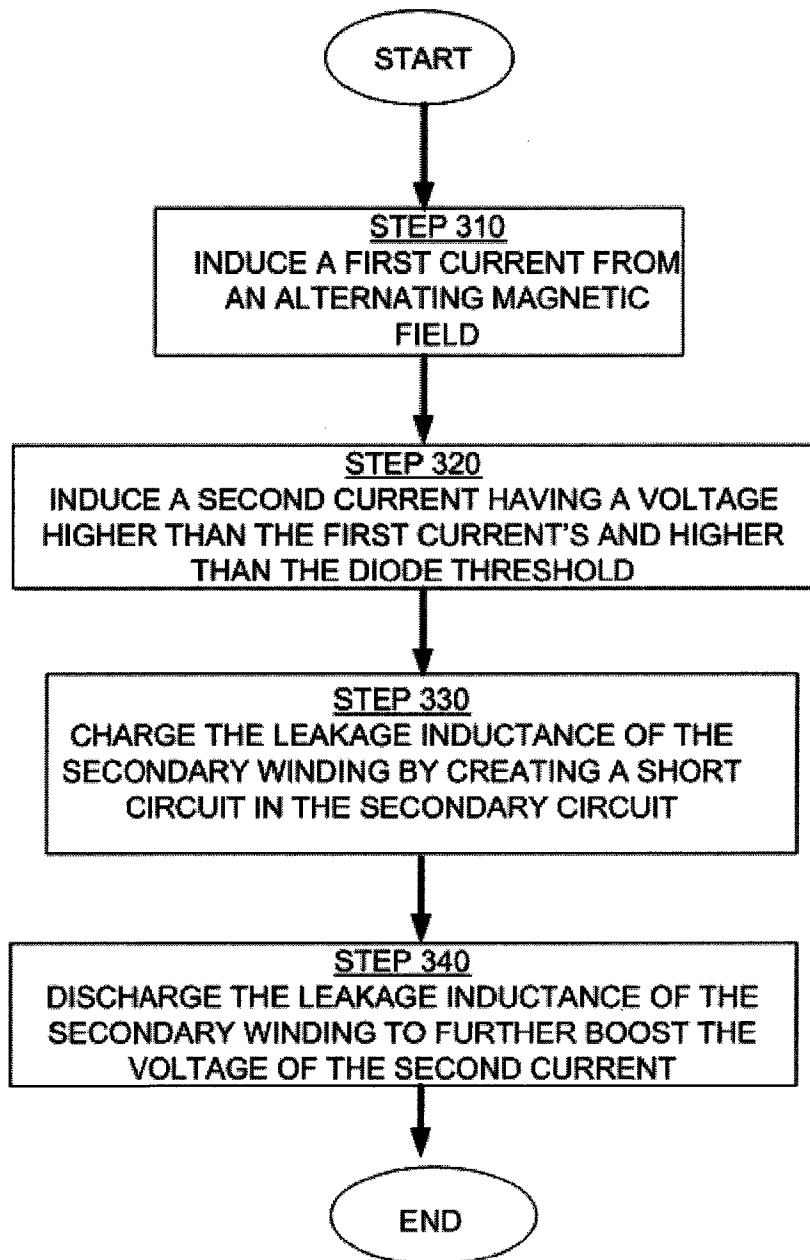 START
STEP 310
INDUCE A FIRST CURRENT FROM
AN ALTERNATING MAGNETIC
FIELD
STEP 320
INDUCE A SECOND CURRENT HAVING A VOLTAGE
HIGHER THAN THE FIRST CURRENT'S AND HIGHER
THAN THE DIODE THRESHOLD
STEP 330
CHARGE THE LEAKAGE INDUCTANCE OF THE
SECONDARY WINDING BY CREATING A SHORT
CIRCUIT IN THE SECONDARY CIRCUIT
STEP 340
DISCHARGE THE LEAKAGE INDUCTANCE OF THE
SECONDARY WINDING TO FURTHER BOOST THE
VOLTAGE OF THE SECOND CURRENT
END